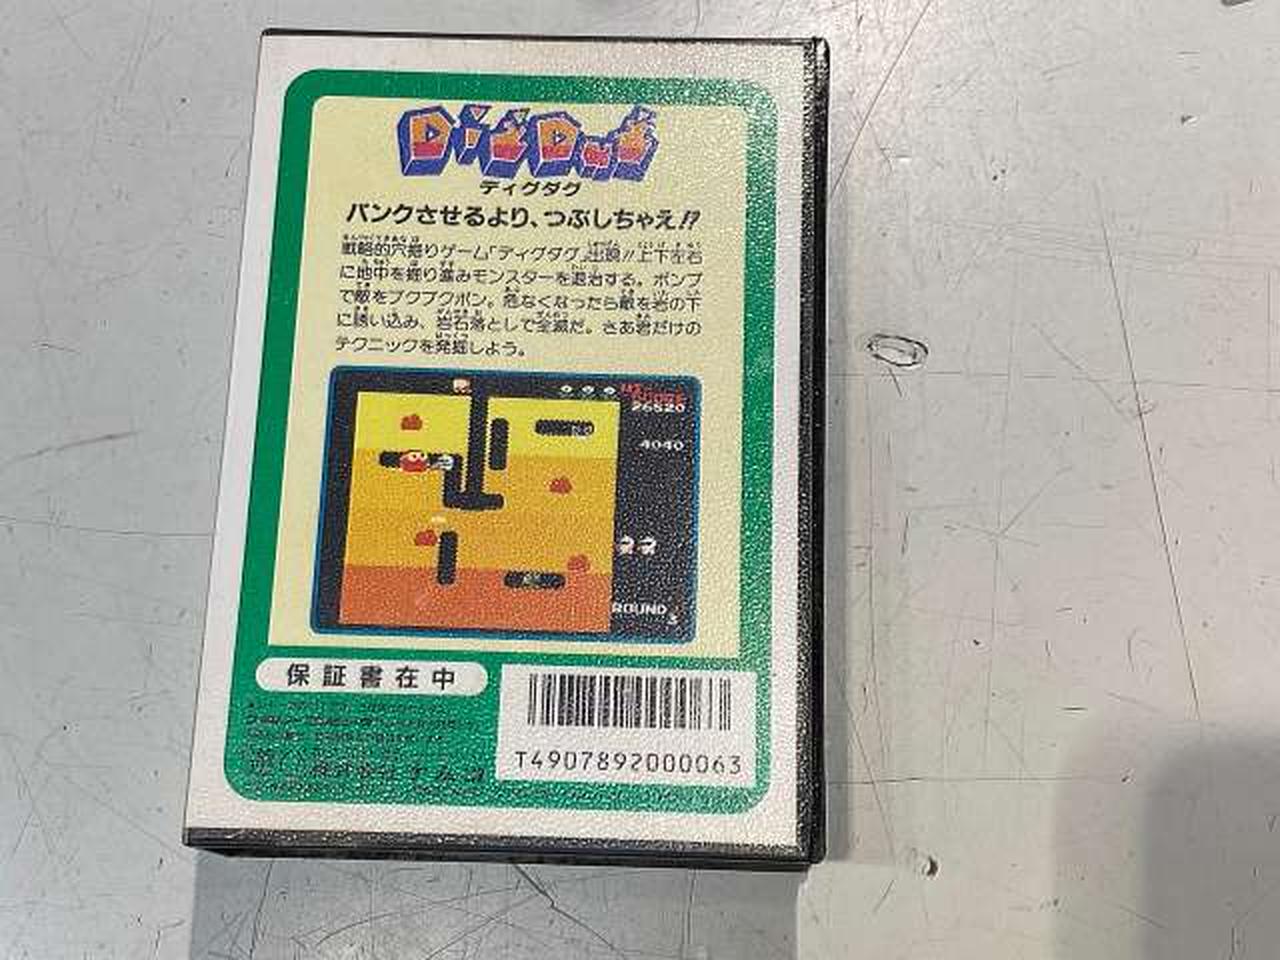 DIGDUG
ディグダグ
パンクさせるより、つぶしちゃえ!?
戦略的穴掘りゲーム「ディグダグ」出現!!上下左右
に地中を掘り進みモンスターを退治する。ポンプ
で敵をプクプクポン。危なくなったら敵を岩の下
に誘い込み、岩石落として全滅だ。さあ君だけの
テクニックを発掘しよう。
26520
4040
ROUND
3
保証書在中
T4907892000063